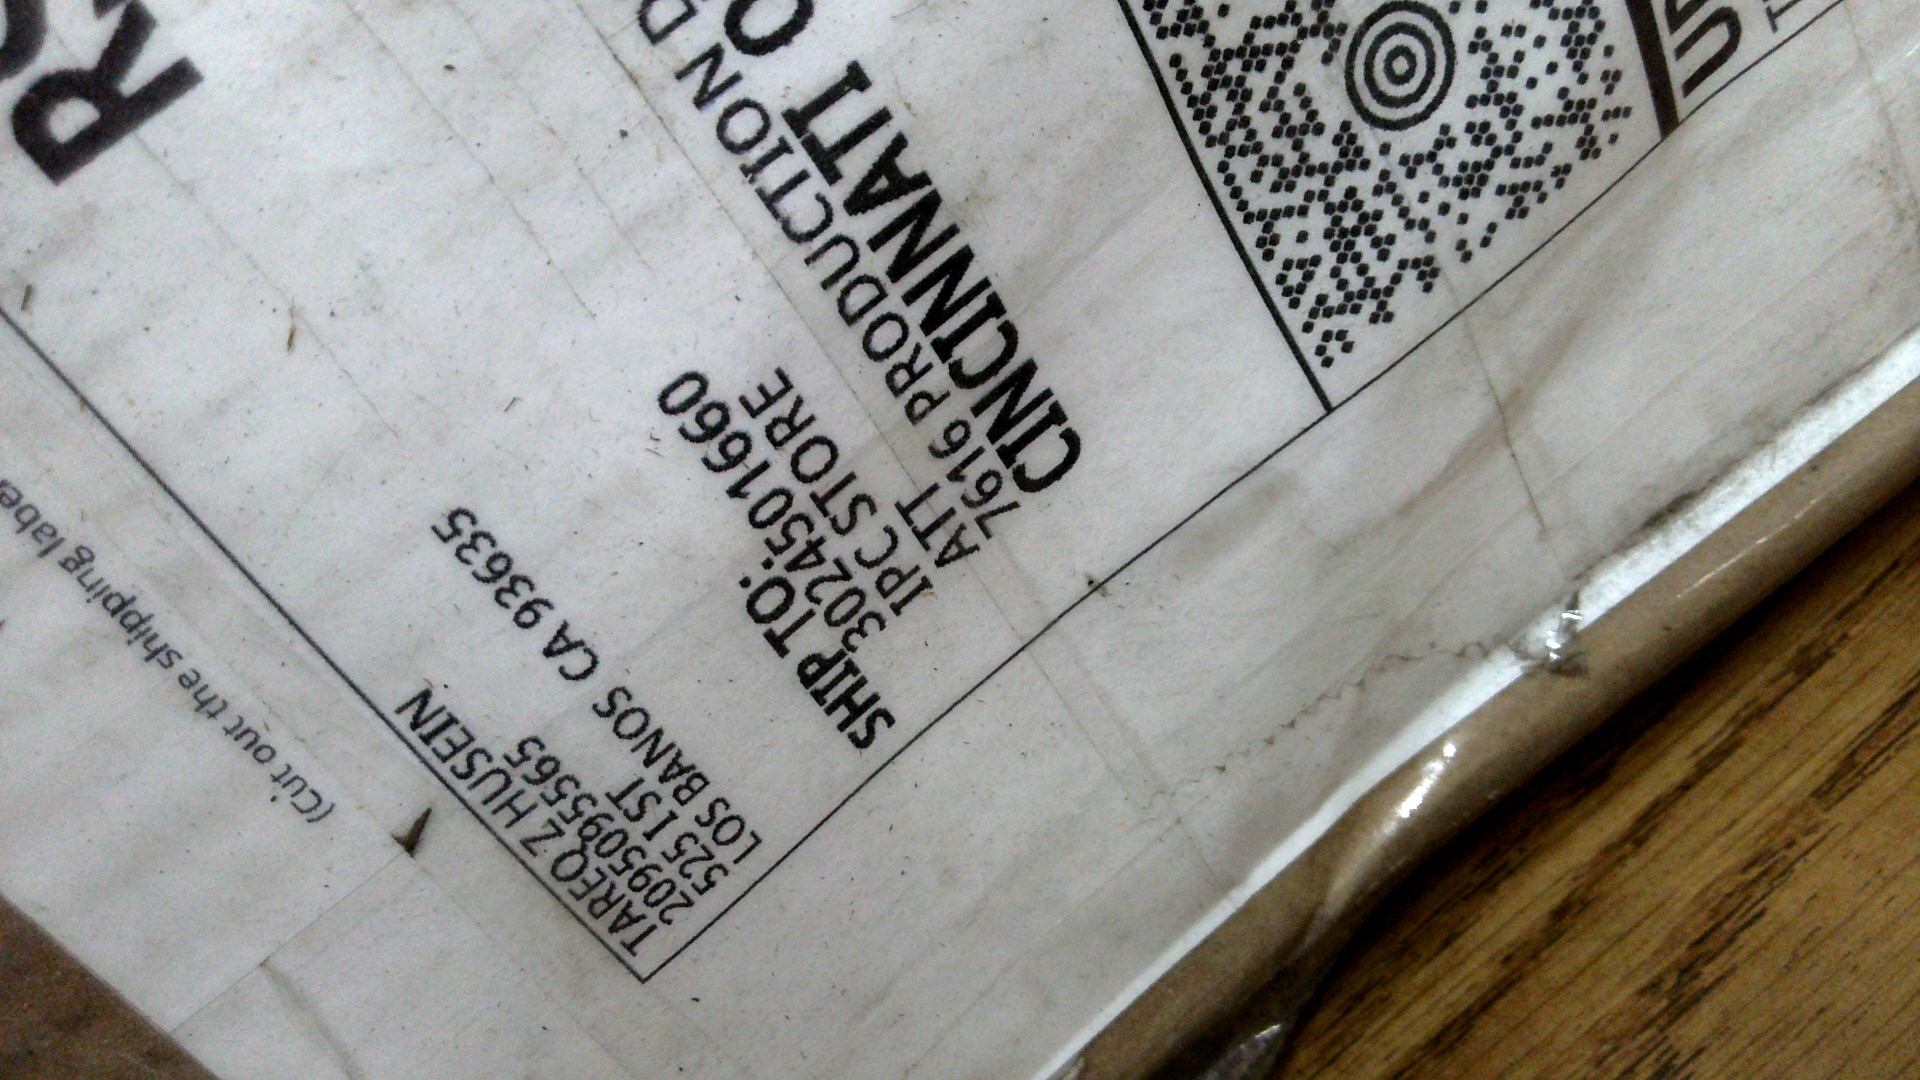 TAREQ Z HUSEIN
2095095565
525 I ST
LOS BANOS CA 93635
SHIP TO:
3024501660
IPC STORE
ATT
7616 PRODUCTION
CINCINNATI
(Cut out the shipping label